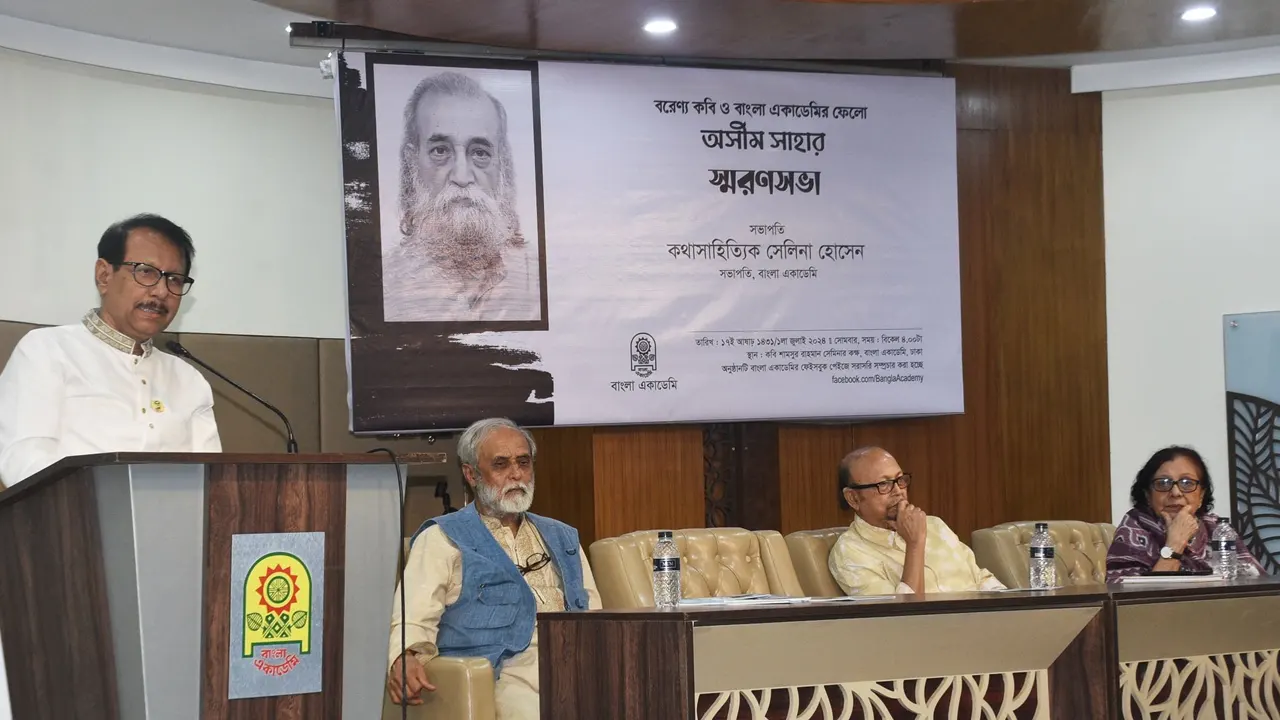 বরেণ্য কবি ও বাংলা একাডেমির ফেলো
অসীম সাহার
স্মরণসভা
সভাপতি
কথাসাহিত্যিক সেলিনা হোসেন
সভাপতি, বাংলা একাডেমি
তারিখ : ১৭ই আষাঢ় ১৪৩১/১লা জুলাই ২০২৪ । সোমবার, সময় : বিকেল ৪.০০টা
স্থান : কবি শামসুর রাহমান সেমিনার কক্ষ, বাংলা একাডেমি, ঢাকা
অনুষ্ঠানটি বাংলা একাডেমির ফেইসবুক পেইজে সরাসরি সম্প্রচার করা হচ্ছে
facebook.com/BanglaAcademy
বাংলা একাডেমি
বাংলা
একাডেমি